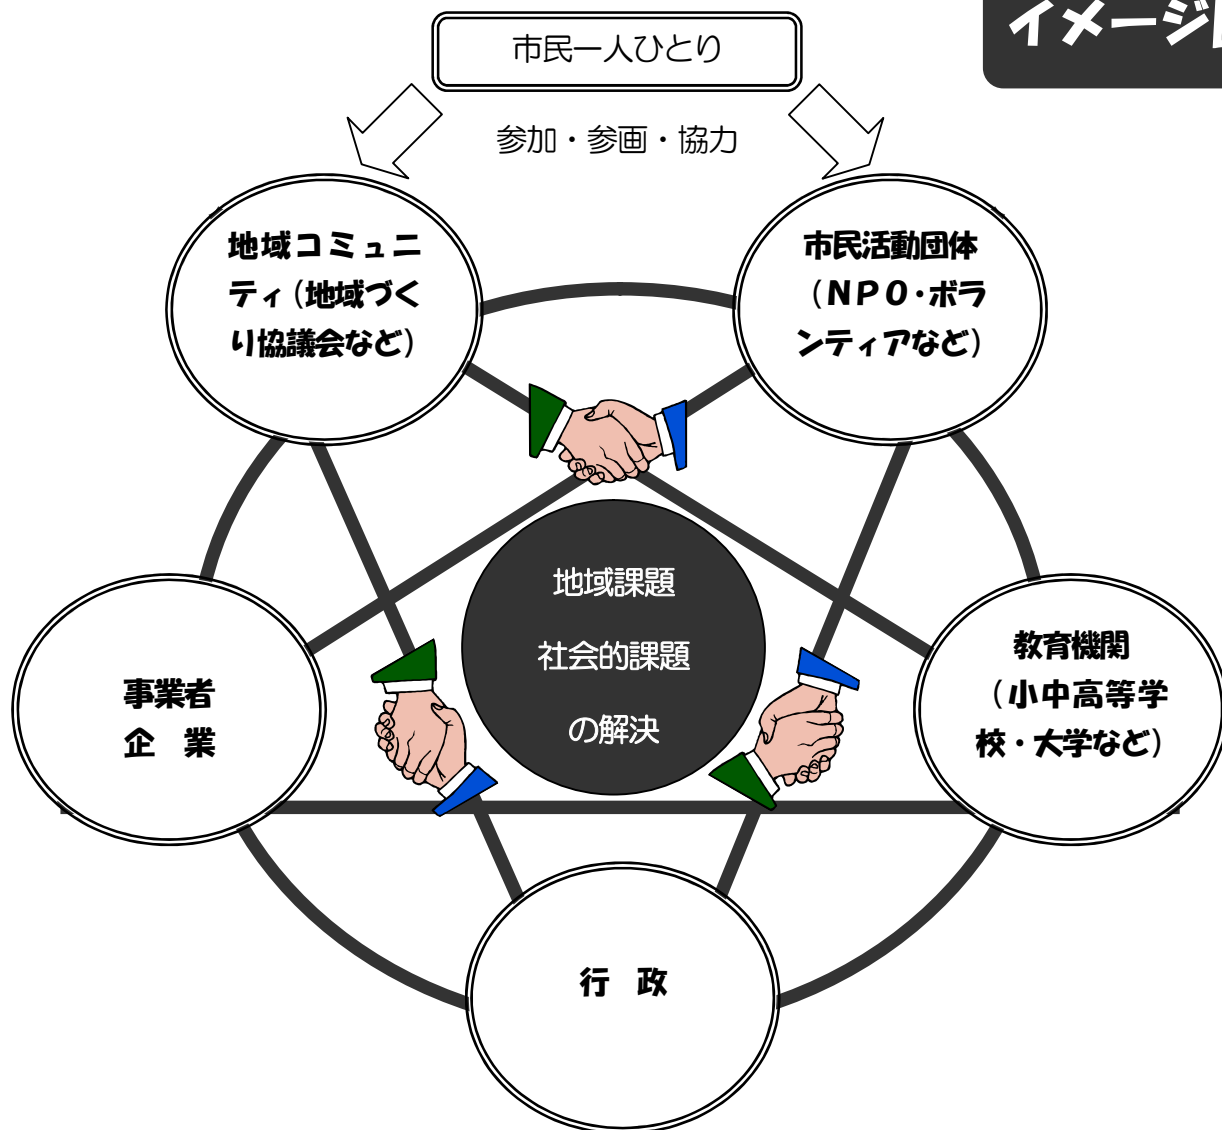 イメージ
市民一人ひとり
参加・参画・協力
地域コミュニ
ティ(地域づく
り協議会など)
市民活動団体
(NPO・ボラ
ンティアなど)
地域課題
社会的課題
の解決
事業者
企　業
教育機関
(小中高等学
校・大学など)
行　政